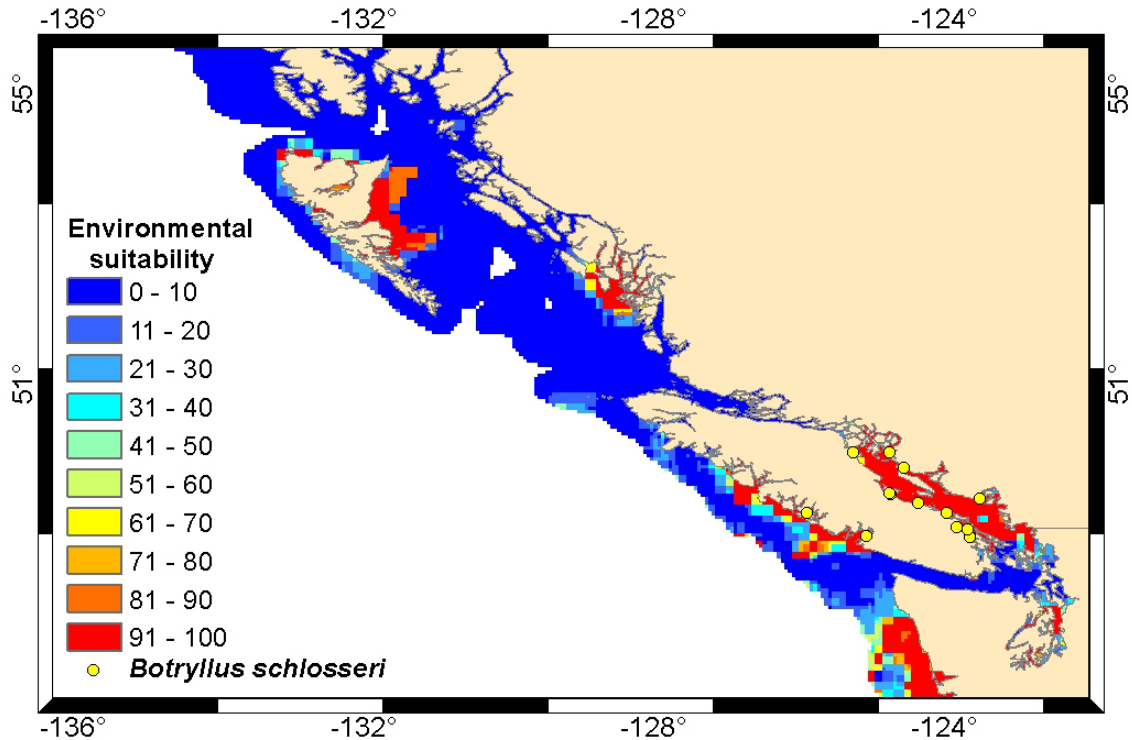 -136° -132° -128° -124°
55° 55°
Environmental
suitability
0 - 10
11 - 20
21 - 30
31 - 40
41 - 50
51 - 60
61 - 70
71 - 80
81 - 90
91 - 100
Botryllus schlosseri
51° 51°
-136° -132° -128° -124°